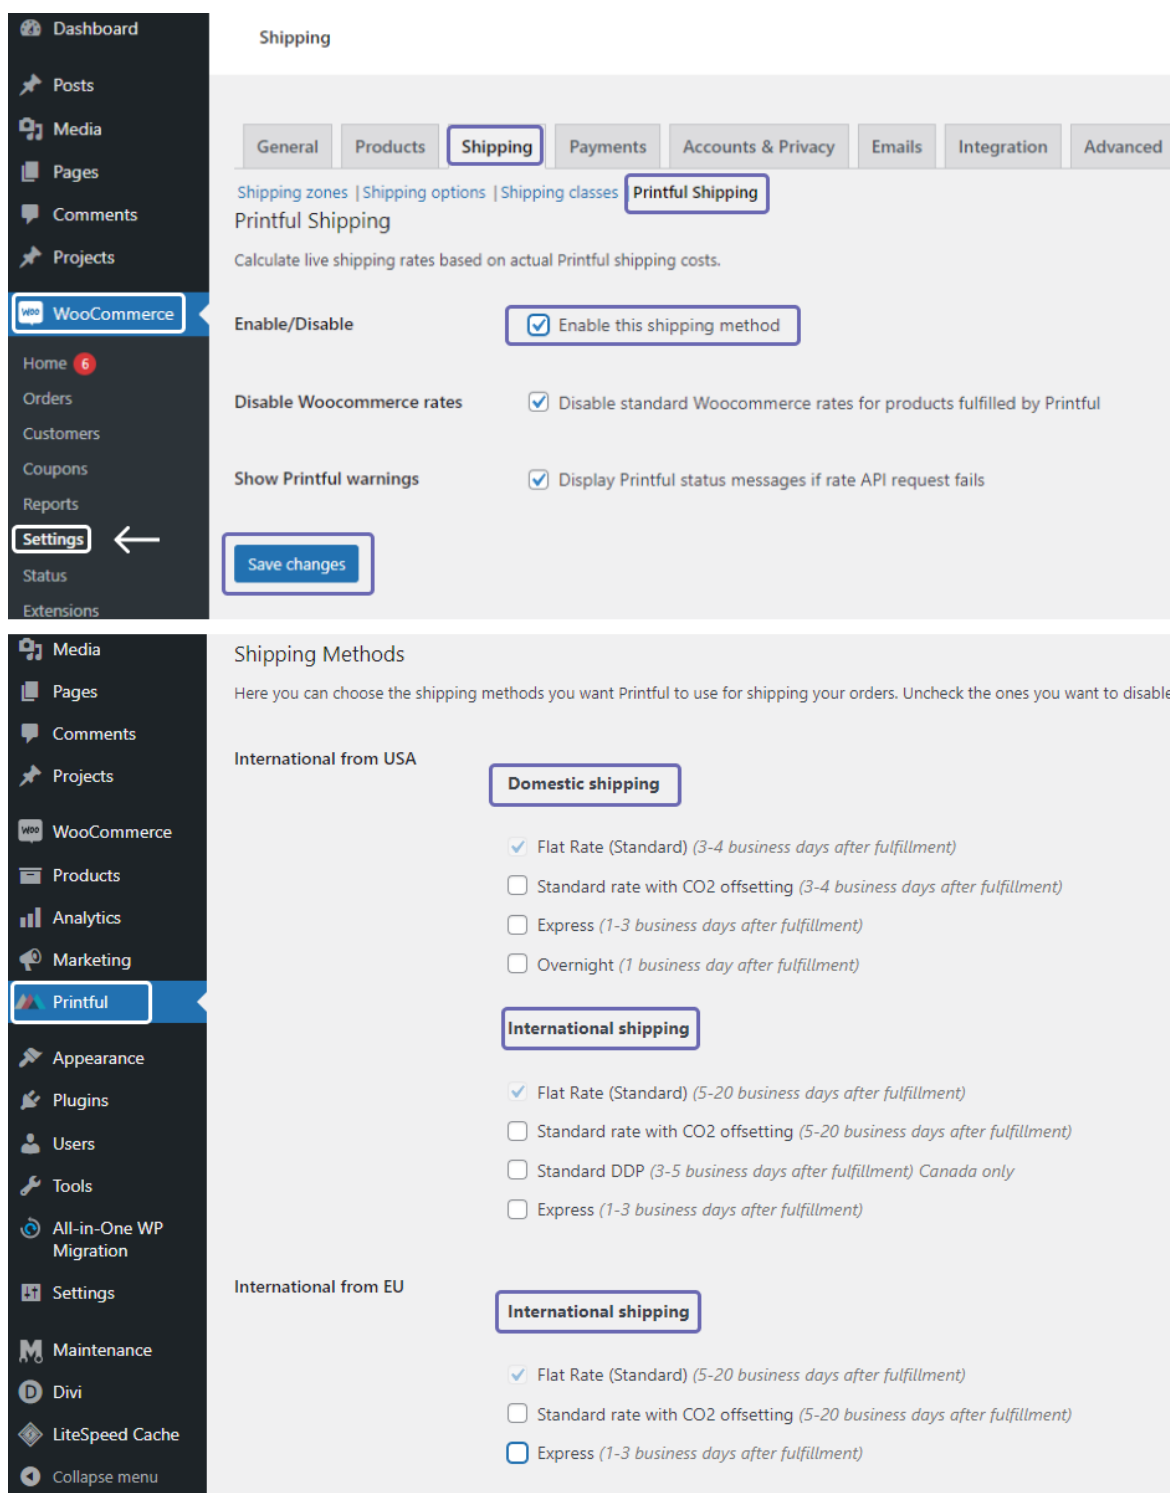 Dashboard
Posts
Media
Pages
Comments
Projects
WOO WooCommerce
Home 6
Orders
Customers
Coupons
Reports
Settings
Status
Extensions
Shipping
General Products Shipping Payments Accounts & Privacy Emails Integration Advanced
Shipping zones | Shipping options | Shipping classes | Printful Shipping
Printful Shipping
Calculate live shipping rates based on actual Printful shipping costs.
Enable/Disable Enable this shipping method
Disable Woocommerce rates Disable standard Woocommerce rates for products fulfilled by Printful
Show Printful warnings Display Printful status messages if rate API request fails
Save changes
Media
Pages
Comments
Projects
WOO WooCommerce
Products
Analytics
Marketing
Printful
Appearance
Plugins
Users
Tools
All-in-One WP
Migration
Settings
Maintenance
D Divi
LiteSpeed Cache
Collapse menu
Shipping Methods
Here you can choose the shipping methods you want Printful to use for shipping your orders. Uncheck the ones you want to disable
International from USA
Domestic shipping
Flat Rate (Standard) (3-4 business days after fulfillment)
Standard rate with CO2 offsetting (3-4 business days after fulfillment)
Express (1-3 business days after fulfillment)
Overnight (1 business day after fulfillment)
International shipping
Flat Rate (Standard) (5-20 business days after fulfillment)
Standard rate with CO2 offsetting (5-20 business days after fulfillment)
Standard DDP (3-5 business days after fulfillment) Canada only
Express (1-3 business days after fulfillment)
International from EU
International shipping
Flat Rate (Standard) (5-20 business days after fulfillment)
Standard rate with CO2 offsetting (5-20 business days after fulfillment)
Express (1-3 business days after fulfillment)